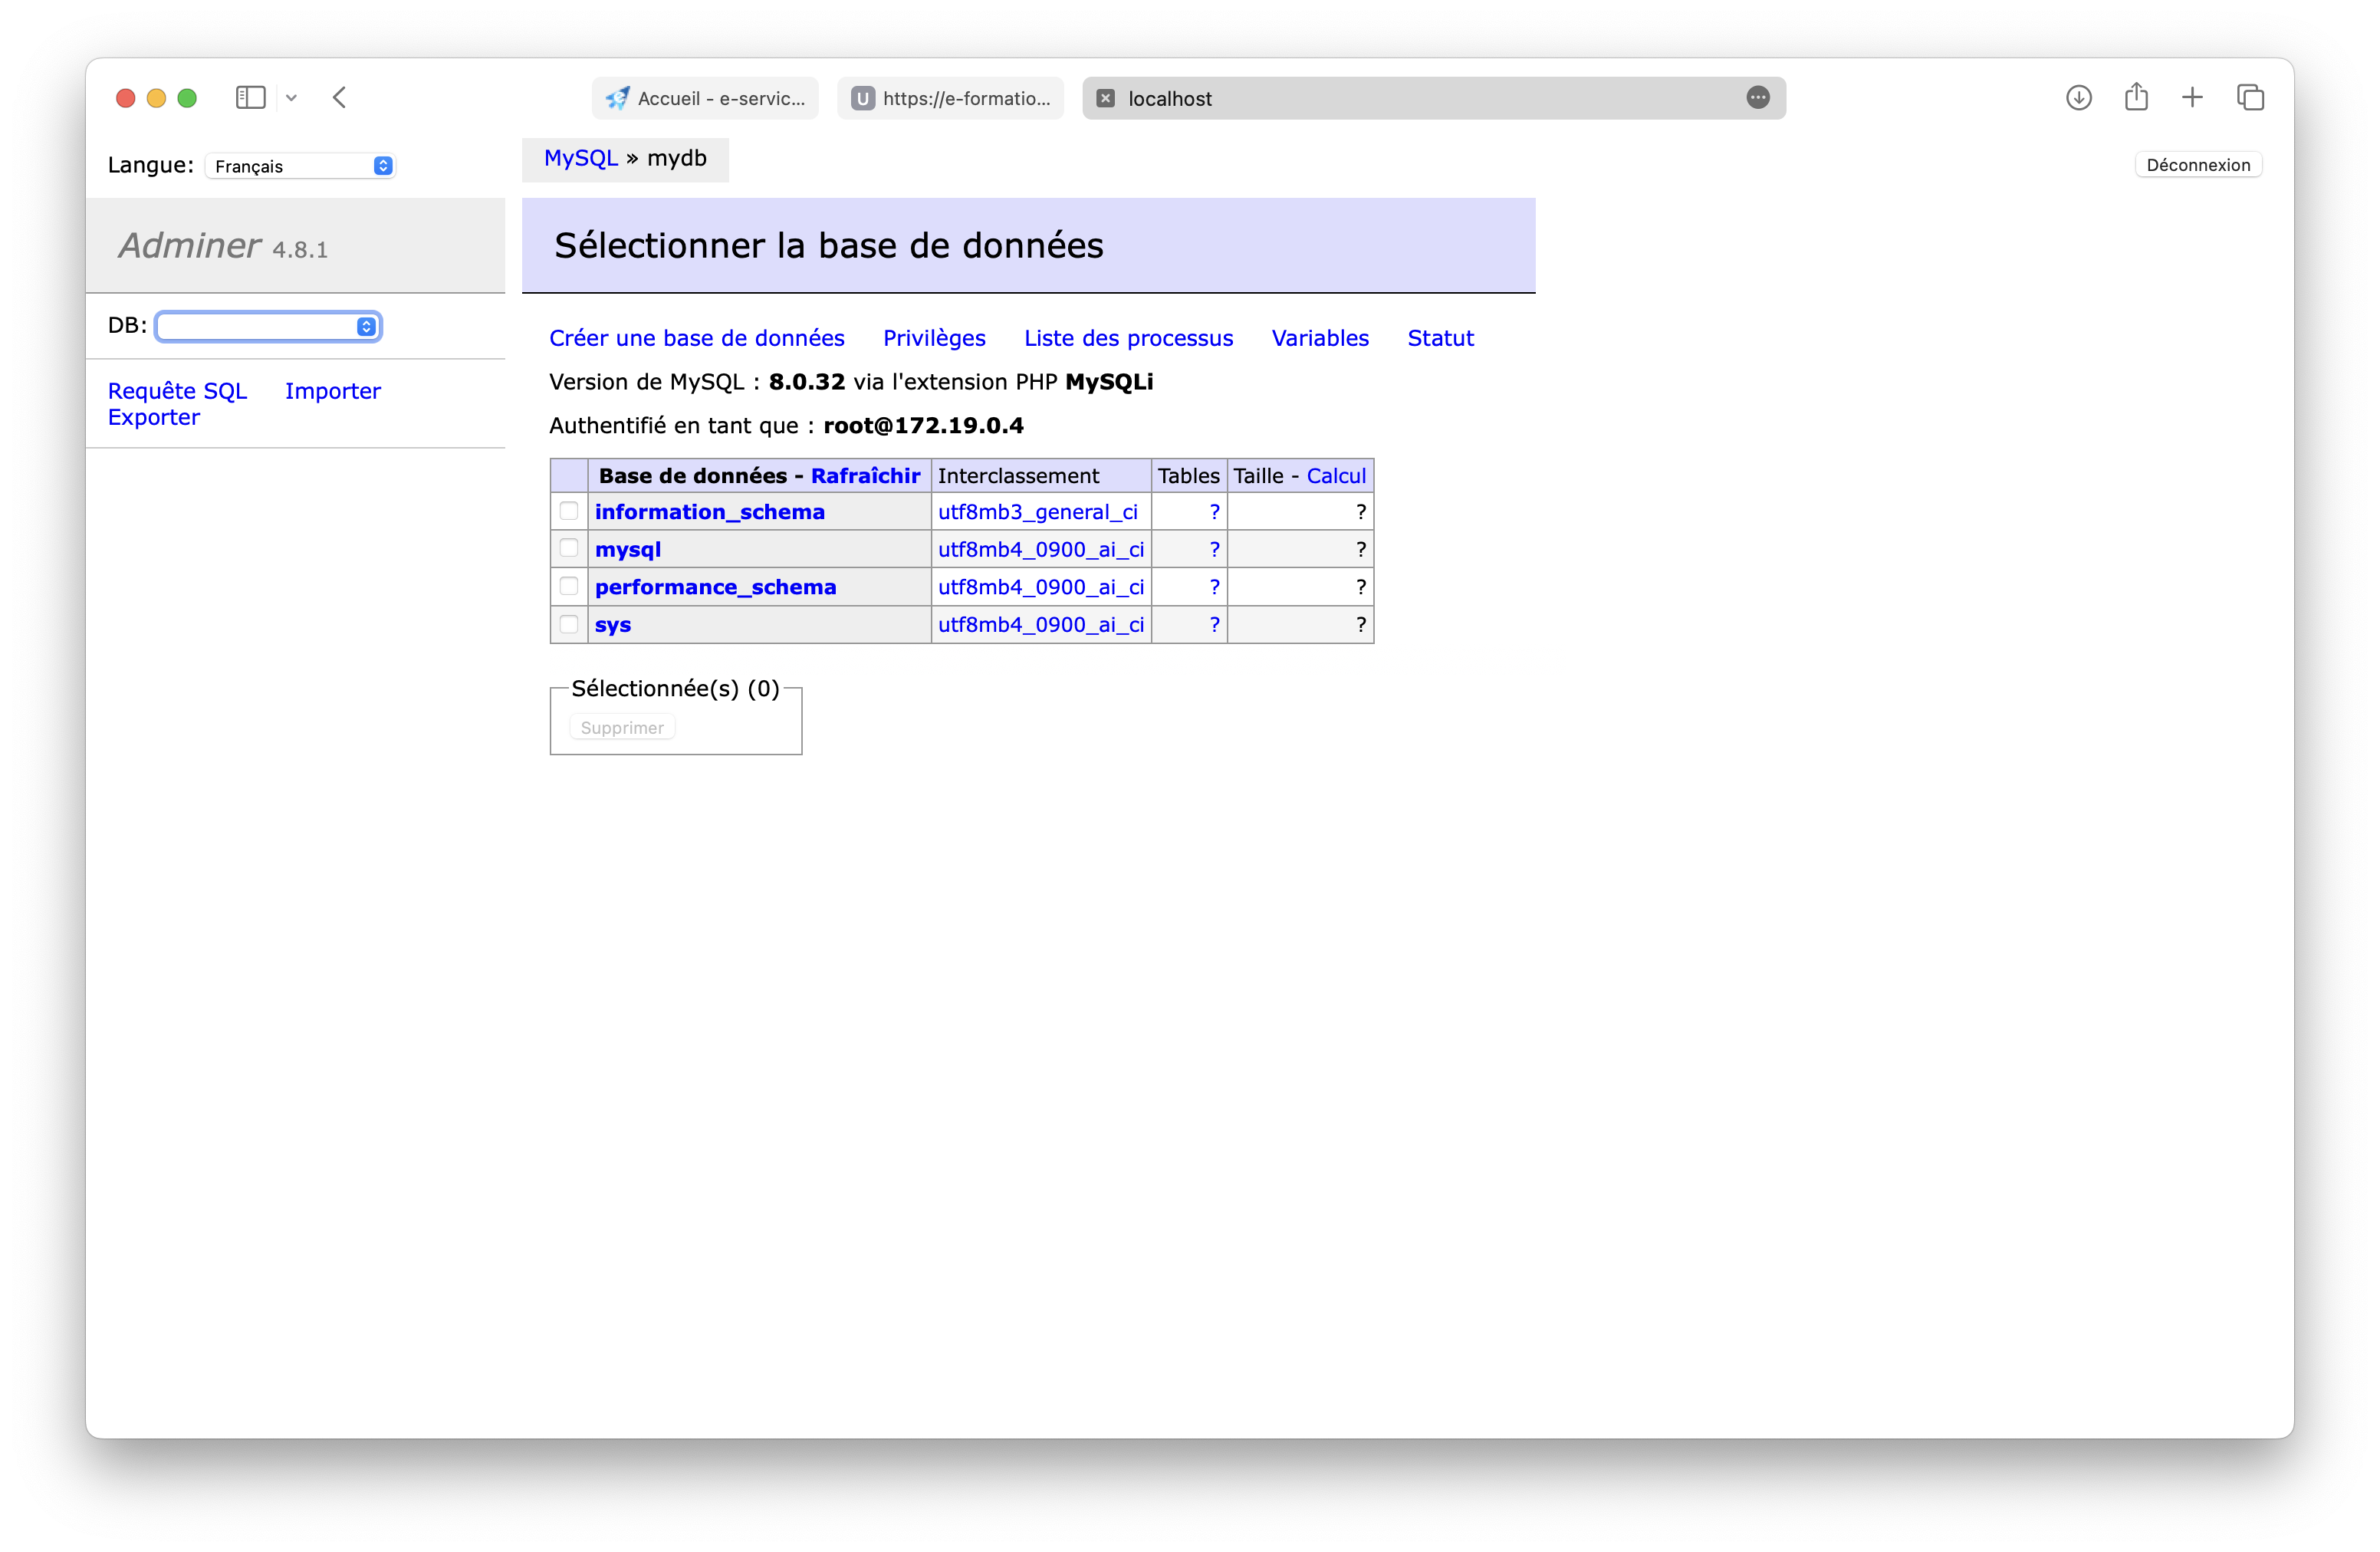 Accueil - e-servic...
U https://e-formatio...
localhost
Langue: Français
MySQL » mydb
Déconnexion
Adminer 4.8.1
Sélectionner la base de données
DB:
Créer une base de données Privilèges Liste des processus Variables Statut
Requête SQL Importer
Exporter
Version de MySQL : 8.0.32 via l'extension PHP MySQLi
Authentifié en tant que : root@172.19.0.4
Base de données - Rafraîchir Interclassement Tables Taille - Calcul
information_schema utf8mb3_general_ci ? ?
mysql utf8mb4_0900_ai_ci ? ?
performance_schema utf8mb4_0900_ai_ci ? ?
sys utf8mb4_0900_ai_ci ? ?
Sélectionnée(s) (0)
Supprimer